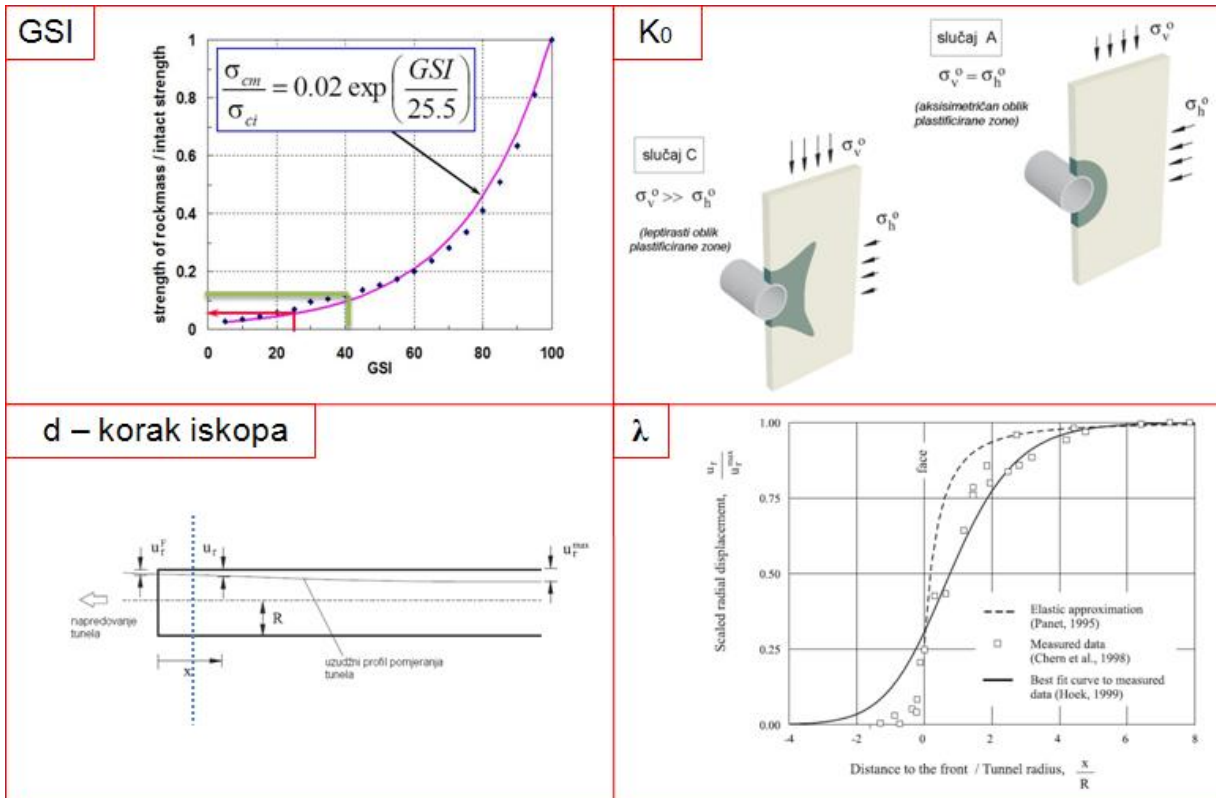 GSI
strength of rockmass / intact strength
1
0.8
0.6
0.4
0.2
0
σcm/σci = 0.02 exp(GSI/25.5)
0 20 40 60 80 100
GSI
K0
slučaj A
σv° = σh°
(aksisimetričan oblik
plastificirane zone)
σv°
σh°
slučaj C
σv° >> σh°
(leptirasti oblik
plastificirane zone)
σv°
σh°
d – korak iskopa
ur^F
ur
ur^max
R
napredovanje
tunela
x
uzudžni profil pomjeranja
tunela
λ
Scaled radial displacement, ur/ur^max
1.00
0.75
0.50
0.25
0.00
face
Elastic approximation
(Panet, 1995)
Measured data
(Chern et al., 1998)
Best fit curve to measured
data (Hoek, 1999)
-4 -2 0 2 4 6 8
Distance to the front / Tunnel radius, x/R